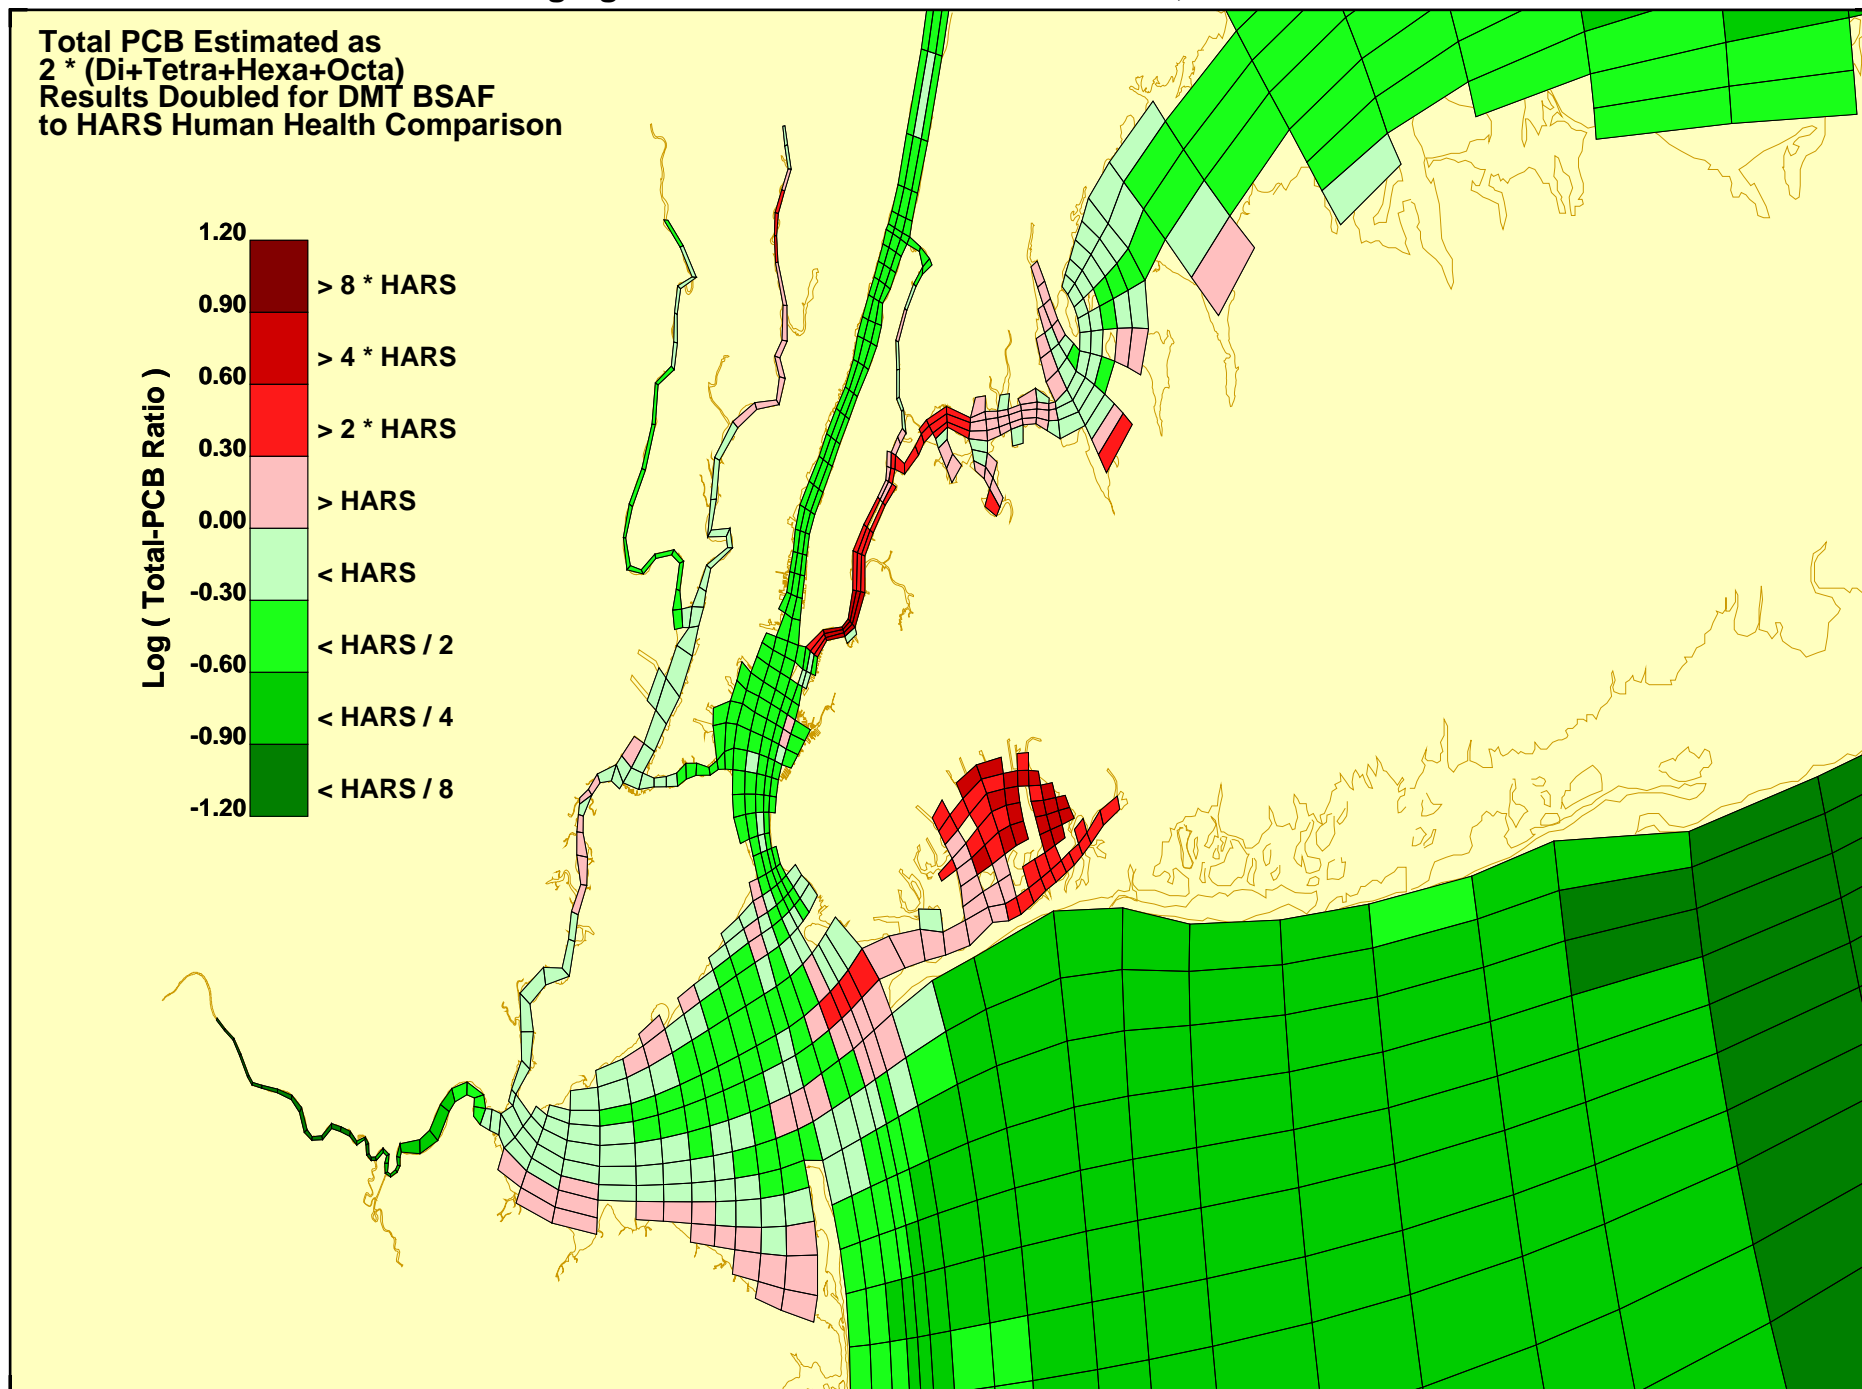 Total PCB Estimated as
2 * (Di+Tetra+Hexa+Octa)
Results Doubled for DMT BSAF
to HARS Human Health Comparison
Log ( Total-PCB Ratio )
1.20
> 8 * HARS
0.90
> 4 * HARS
0.60
> 2 * HARS
0.30
> HARS
0.00
< HARS
-0.30
< HARS / 2
-0.60
< HARS / 4
-0.90
< HARS / 8
-1.20